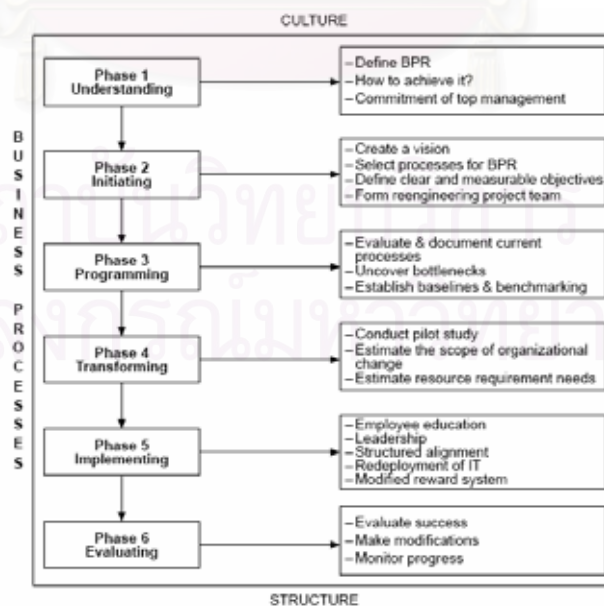 CULTURE
BUSINESS PROCESSES
Phase 1
Understanding
– Define BPR
– How to achieve it?
– Commitment of top management
Phase 2
Initiating
– Create a vision
– Select processes for BPR
– Define clear and measurable objectives
– Form reengineering project team
Phase 3
Programming
– Evaluate & document current
processes
– Uncover bottlenecks
– Establish baselines & benchmarking
Phase 4
Transforming
– Conduct pilot study
– Estimate the scope of organizational
change
– Estimate resource requirement needs
Phase 5
Implementing
– Employee education
– Leadership
– Structured alignment
– Redeployment of IT
– Modified reward system
Phase 6
Evaluating
– Evaluate success
– Make modifications
– Monitor progress
STRUCTURE